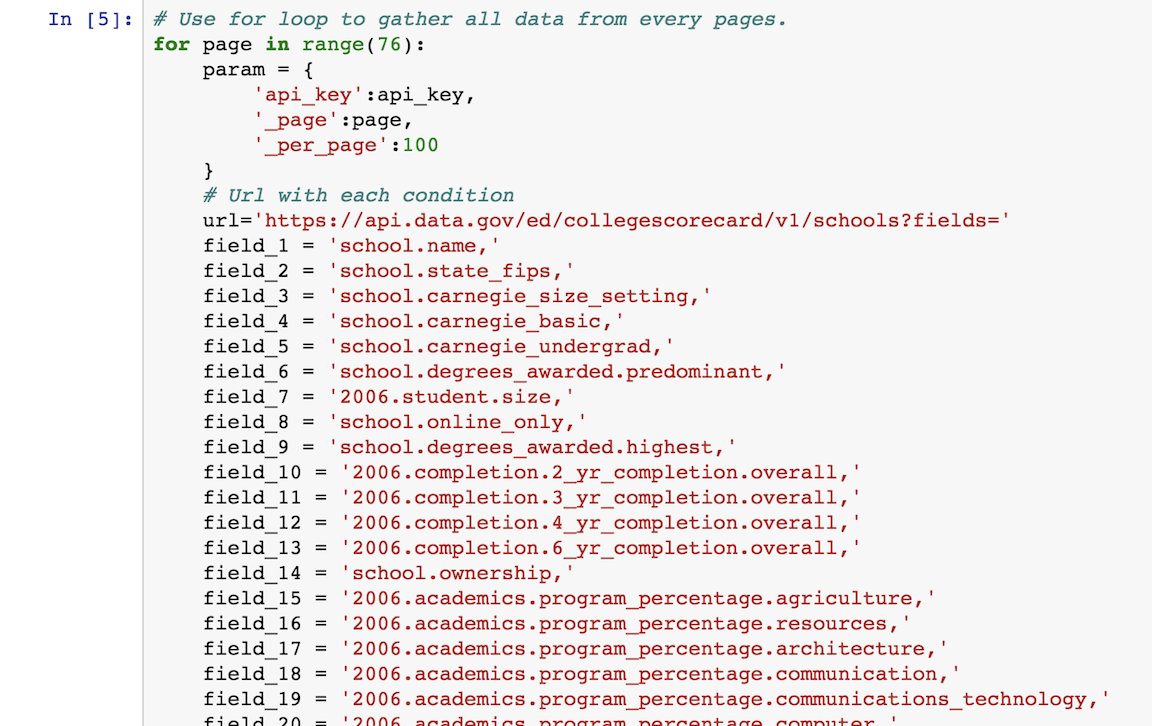 In [5]: # Use for loop to gather all data from every pages.
for page in range(76):
    param = {
        'api_key':api_key,
        '_page':page,
        '_per_page':100
    }
    # Url with each condition
    url='https://api.data.gov/ed/collegescorecard/v1/schools?fields='
    field_1 = 'school.name,'
    field_2 = 'school.state_fips,'
    field_3 = 'school.carnegie_size_setting,'
    field_4 = 'school.carnegie_basic,'
    field_5 = 'school.carnegie_undergrad,'
    field_6 = 'school.degrees_awarded.predominant,'
    field_7 = '2006.student.size,'
    field_8 = 'school.online_only,'
    field_9 = 'school.degrees_awarded.highest,'
    field_10 = '2006.completion.2_yr_completion.overall,'
    field_11 = '2006.completion.3_yr_completion.overall,'
    field_12 = '2006.completion.4_yr_completion.overall,'
    field_13 = '2006.completion.6_yr_completion.overall,'
    field_14 = 'school.ownership,'
    field_15 = '2006.academics.program_percentage.agriculture,'
    field_16 = '2006.academics.program_percentage.resources,'
    field_17 = '2006.academics.program_percentage.architecture,'
    field_18 = '2006.academics.program_percentage.communication,'
    field_19 = '2006.academics.program_percentage.communications_technology,'
    field_20 = '2006.academics.program_percentage.computer,'